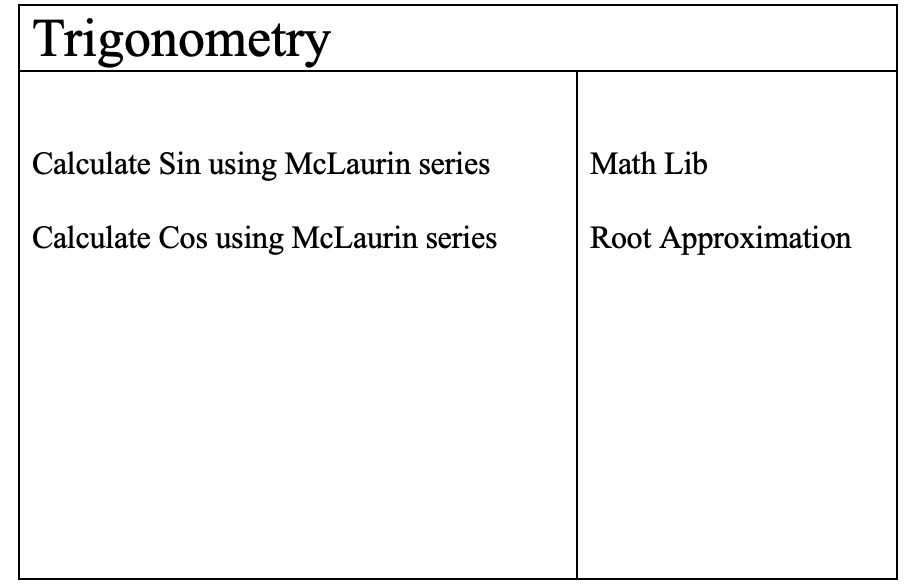 Trigonometry
Calculate Sin using McLaurin series
Math Lib
Calculate Cos using McLaurin series
Root Approximation